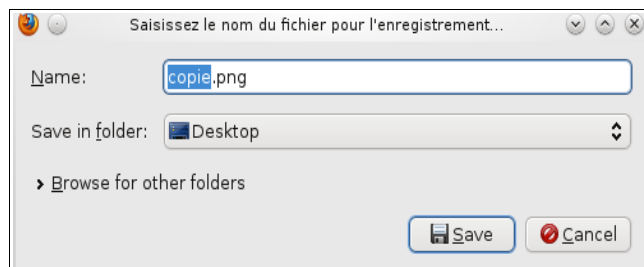 Saisissez le nom du fichier pour l'enregistrement...
Name: copie.png
Save in folder: Desktop
Browse for other folders
Save Cancel